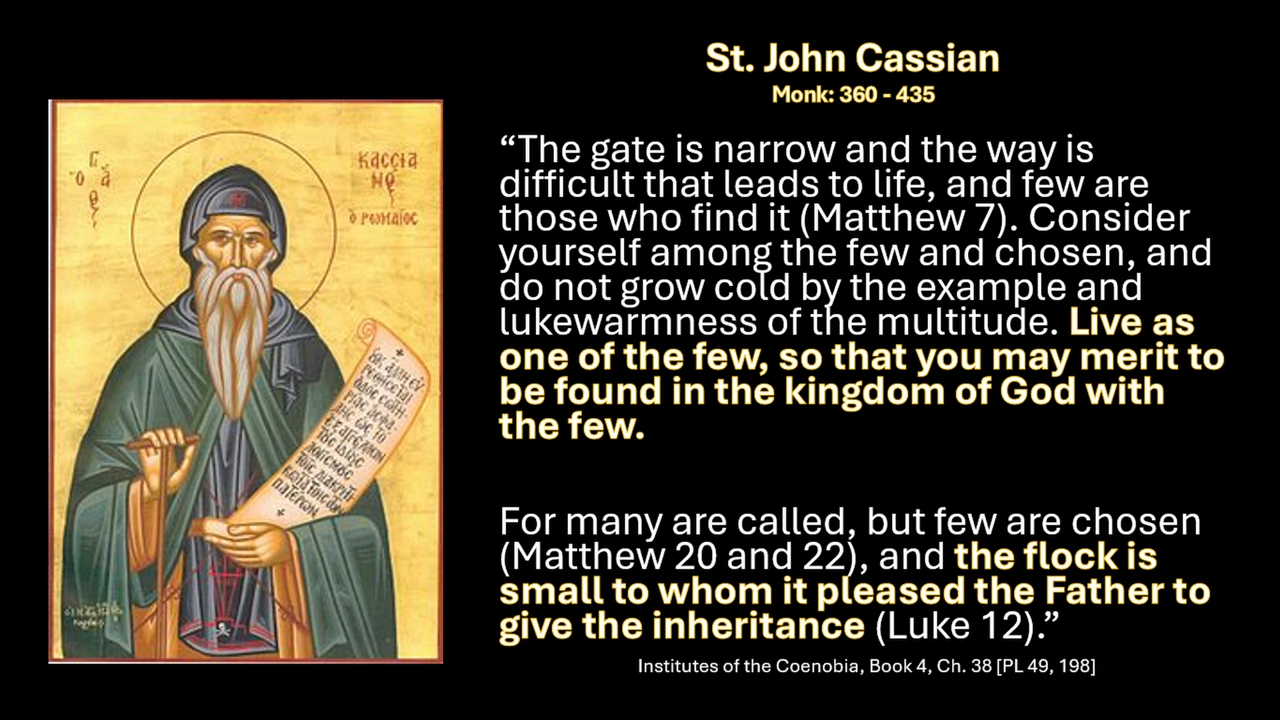 St. John Cassian
Monk: 360 - 435
“The gate is narrow and the way is
difficult that leads to life, and few are
those who find it (Matthew 7). Consider
yourself among the few and chosen, and
do not grow cold by the example and
lukewarmness of the multitude. Live as
one of the few, so that you may merit to
be found in the kingdom of God with
the few.
For many are called, but few are chosen
(Matthew 20 and 22), and the flock is
small to whom it pleased the Father to
give the inheritance (Luke 12).”
Institutes of the Coenobia, Book 4, Ch. 38 [PL 49, 198]
ΚΑCCΙΑ
ΝΟ
ὁ ΡΩΜΑΙΟC